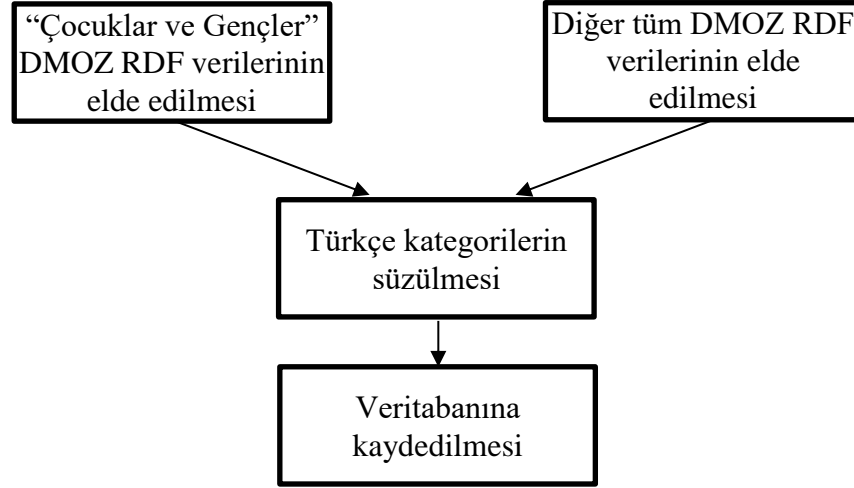 “Çocuklar ve Gençler”
DMOZ RDF verilerinin
elde edilmesi
Diğer tüm DMOZ RDF
verilerinin elde
edilmesi
Türkçe kategorilerin
süzülmesi
Veritabanına
kaydedilmesi